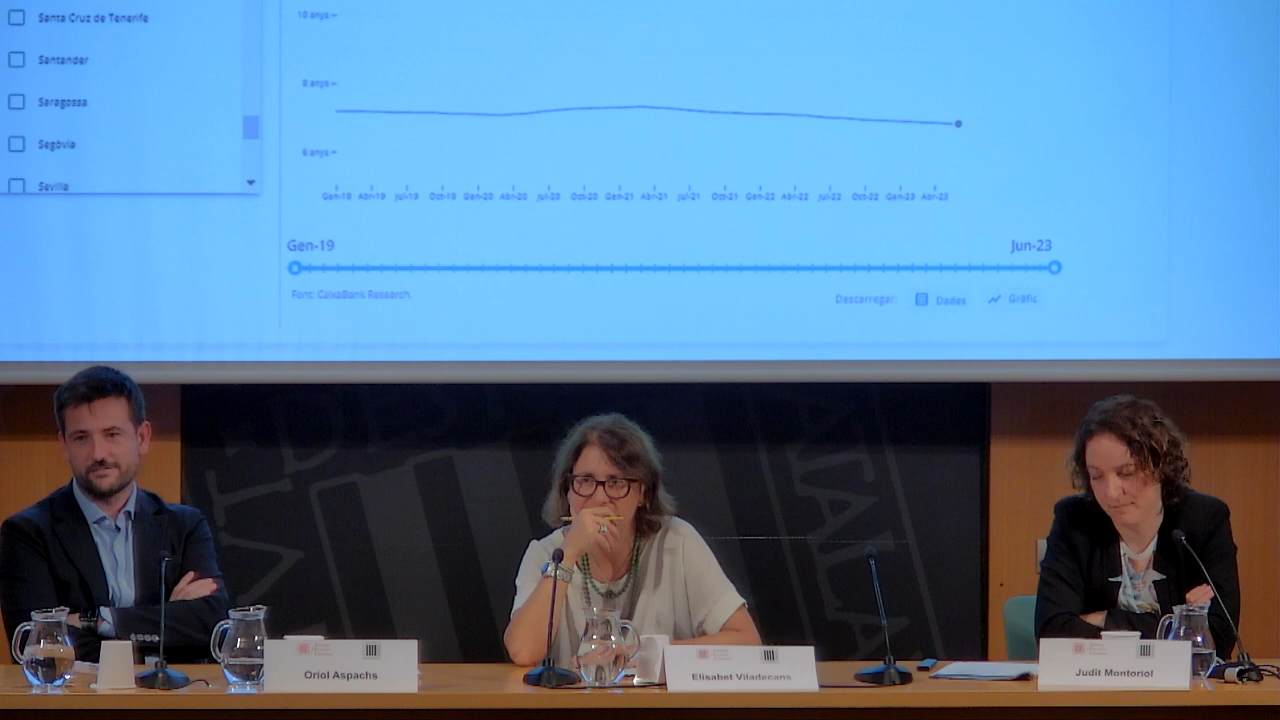 Santa Cruz de Tenerife
Santander
Saragossa
Segòvia
Sevilla
10 anys
8 anys
6 anys
Gen-19 Abr-19 Jul-19 Oct-19 Gen-20 Abr-20 Jul-20 Oct-20 Gen-21 Abr-21 Jul-21 Oct-21 Gen-22 Abr-22 Jul-22 Oct-22 Gen-23 Abr-23
Gen-19 Jun-23
Font: CaixaBank Research.
Descarregar: Dades Gràfic
Oriol Aspachs
Elisabet Viladecans
Judit Montoriol